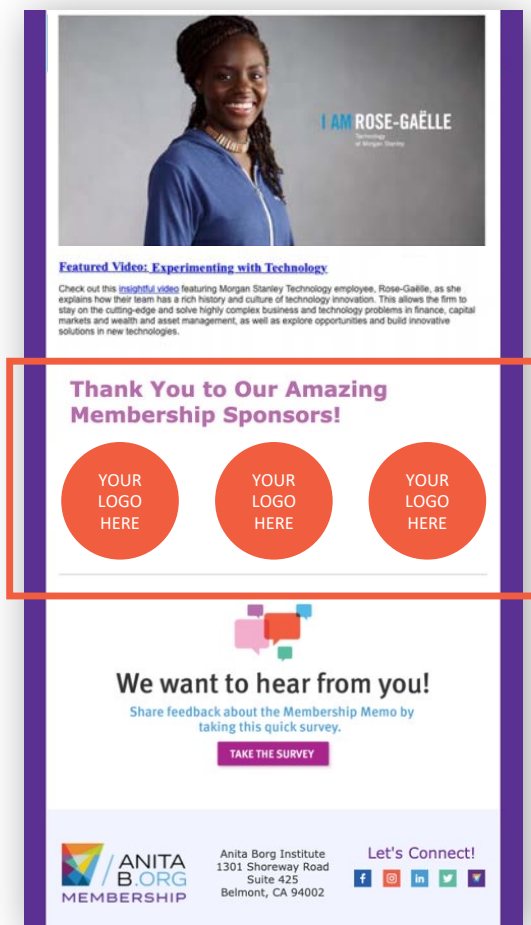 I AM ROSE-GAËLLE
Technology
at Morgan Stanley
Featured Video: Experimenting with Technology
Check out this insightful video featuring Morgan Stanley Technology employee, Rose-Gaëlle, as she
explains how their team has a rich history and culture of technology innovation. This allows the firm to
stay on the cutting-edge and solve highly complex business and technology problems in finance, capital
markets and wealth and asset management, as well as explore opportunities and build innovative
solutions in new technologies.
Thank You to Our Amazing
Membership Sponsors!
YOUR
LOGO
HERE
YOUR
LOGO
HERE
YOUR
LOGO
HERE
We want to hear from you!
Share feedback about the Membership Memo by
taking this quick survey.
TAKE THE SURVEY
ANITA
B.ORG
MEMBERSHIP
Anita Borg Institute
1301 Shoreway Road
Suite 425
Belmont, CA 94002
Let's Connect!